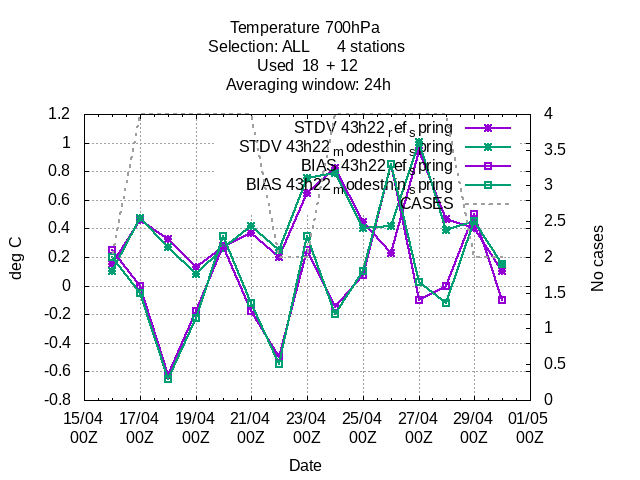 Temperature 700hPa
Selection: ALL 4 stations
Used 18 + 12
Averaging window: 24h
1.2
1
0.8
0.6
0.4
0.2
0
-0.2
-0.4
-0.6
-0.8
deg C
4
3.5
3
2.5
2
1.5
1
0.5
0
No cases
STDV 43h22refspring
STDV 43h22modesthinspring
BIAS 43h22refspring
BIAS 43h22modesthinspring
CASES
15/04 17/04 19/04 21/04 23/04 25/04 27/04 29/04 01/05
00Z 00Z 00Z 00Z 00Z 00Z 00Z 00Z 00Z
Date